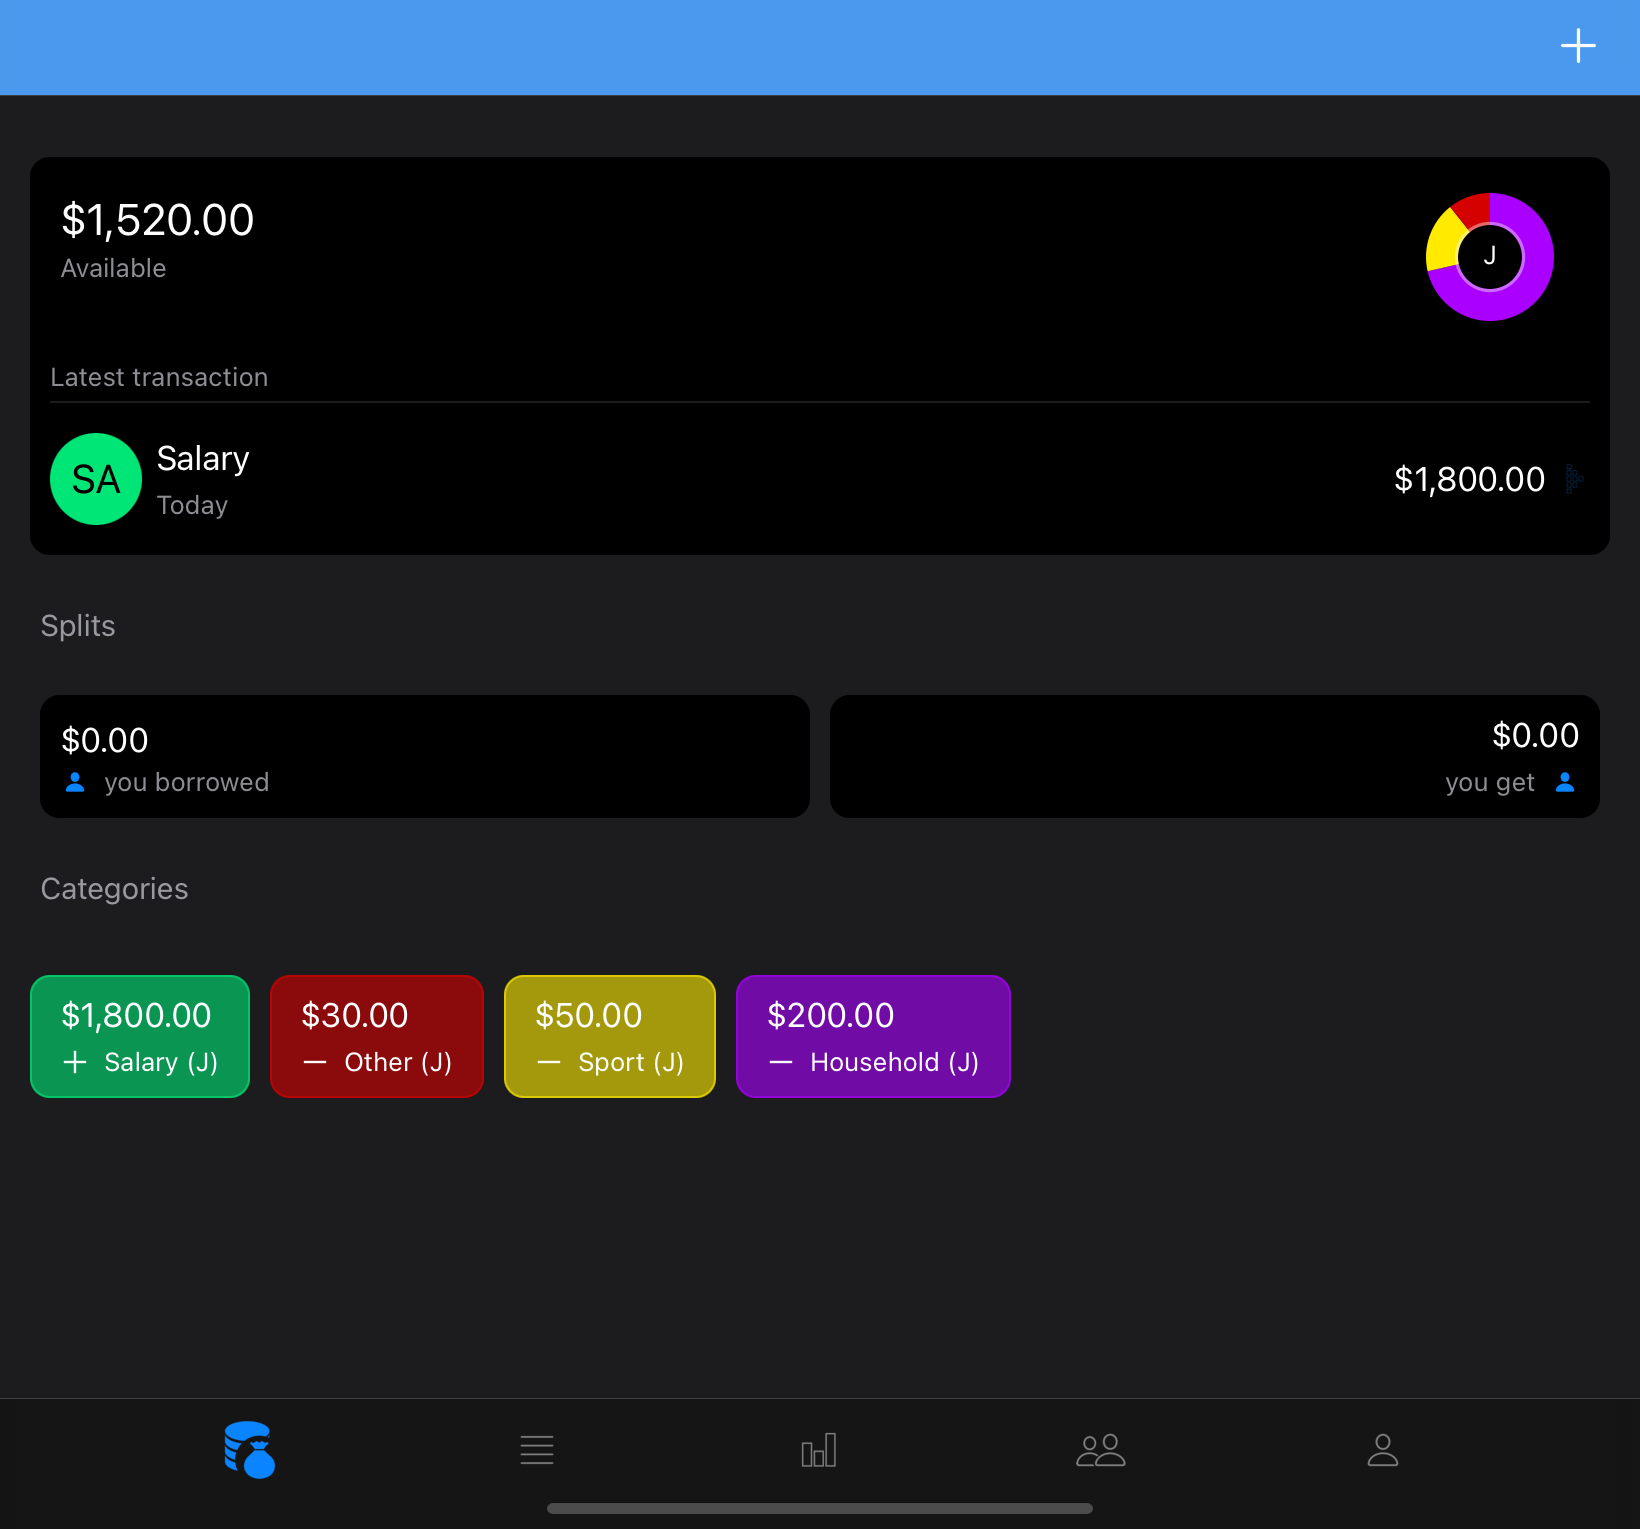 $1,520.00
Available
J
Latest transaction
SA
Salary
Today
$1,800.00
Splits
$0.00
you borrowed
$0.00
you get
Categories
$1,800.00
+ Salary (J)
$30.00
— Other (J)
$50.00
— Sport (J)
$200.00
— Household (J)